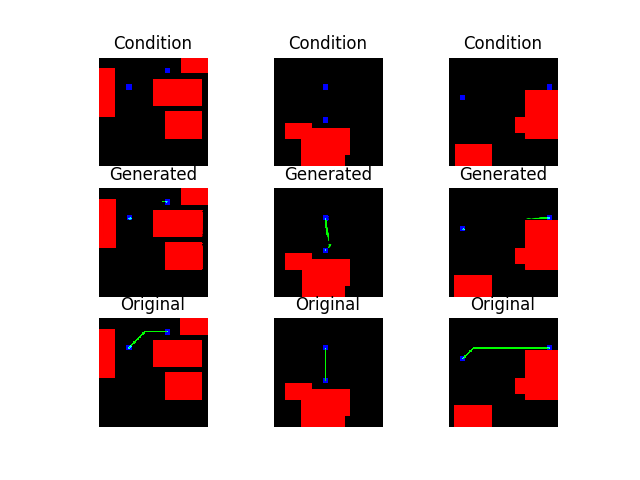 Condition Condition Condition
Generated Generated Generated
Original Original Original